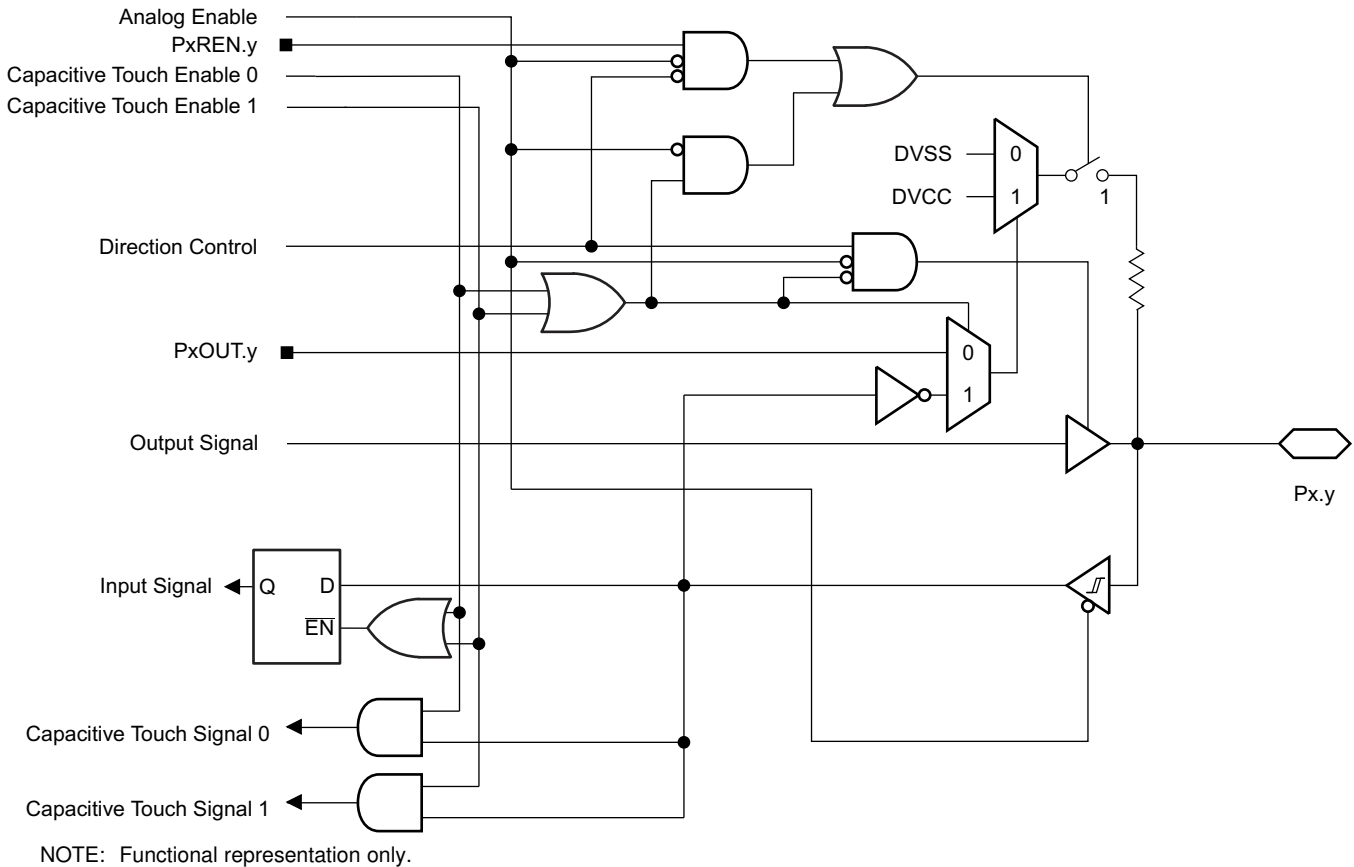 Analog Enable
PxREN.y
Capacitive Touch Enable 0
Capacitive Touch Enable 1
DVSS
0
DVCC
1
1
Direction Control
PxOUT.y
0
1
Output Signal
Px.y
Input Signal
Q
D
EN
Capacitive Touch Signal 0
Capacitive Touch Signal 1
NOTE: Functional representation only.